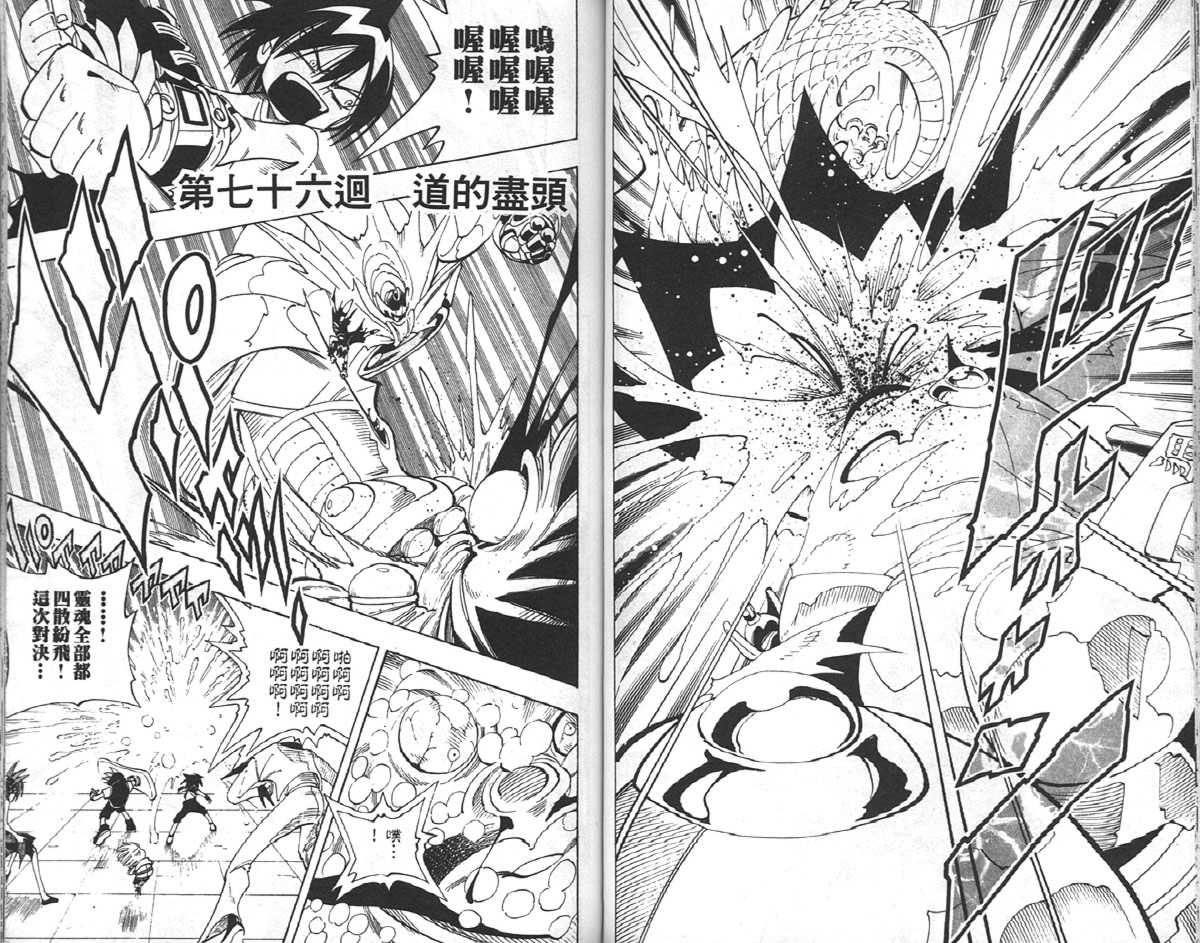 嗚喔喔
喔喔喔
喔喔！
第七十六迴　道的盡頭
啪啊啊
啊啊啊
啊啊啊啊
啊啊！
……！
靈魂全部都
四散紛飛！
這次對決…
噗…
！